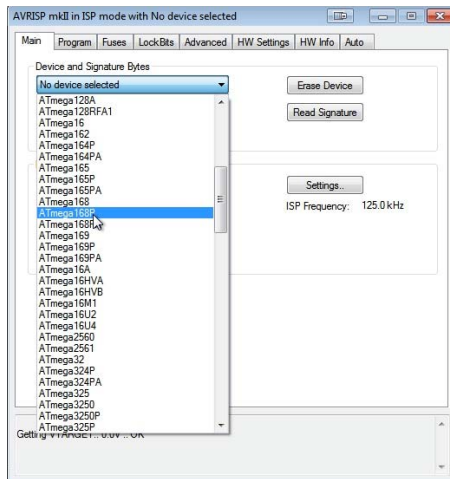 AVRISP mkII in ISP mode with No device selected
Main Program Fuses LockBits Advanced HW Settings HW Info Auto
Device and Signature Bytes
No device selected
Erase Device
Read Signature
ATmega128A
ATmega128RFA1
ATmega16
ATmega162
ATmega164P
ATmega164PA
ATmega165
ATmega165P
ATmega165PA
ATmega168
ATmega168P
ATmega169
ATmega169P
ATmega169PA
ATmega16A
ATmega16HVA
ATmega16HVB
ATmega16M1
ATmega16U2
ATmega16U4
ATmega2560
ATmega2561
ATmega32
ATmega324P
ATmega324PA
ATmega325
ATmega3250
ATmega3250P
ATmega325P
Settings..
ISP Frequency: 125.0 kHz
Getting VTARGET.. 0.0V .. OK